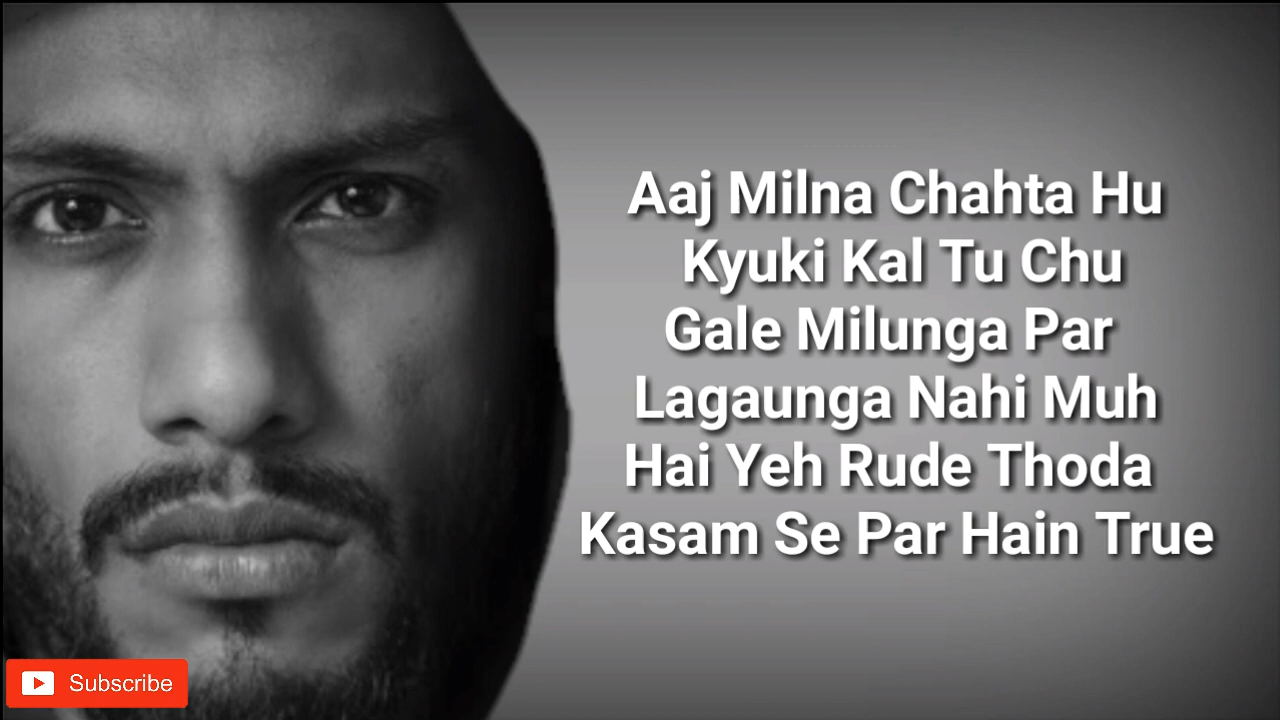 Aaj Milna Chahta Hu
Kyuki Kal Tu Chu
Gale Milunga Par
Lagaunga Nahi Muh
Hai Yeh Rude Thoda
Kasam Se Par Hain True
Subscribe